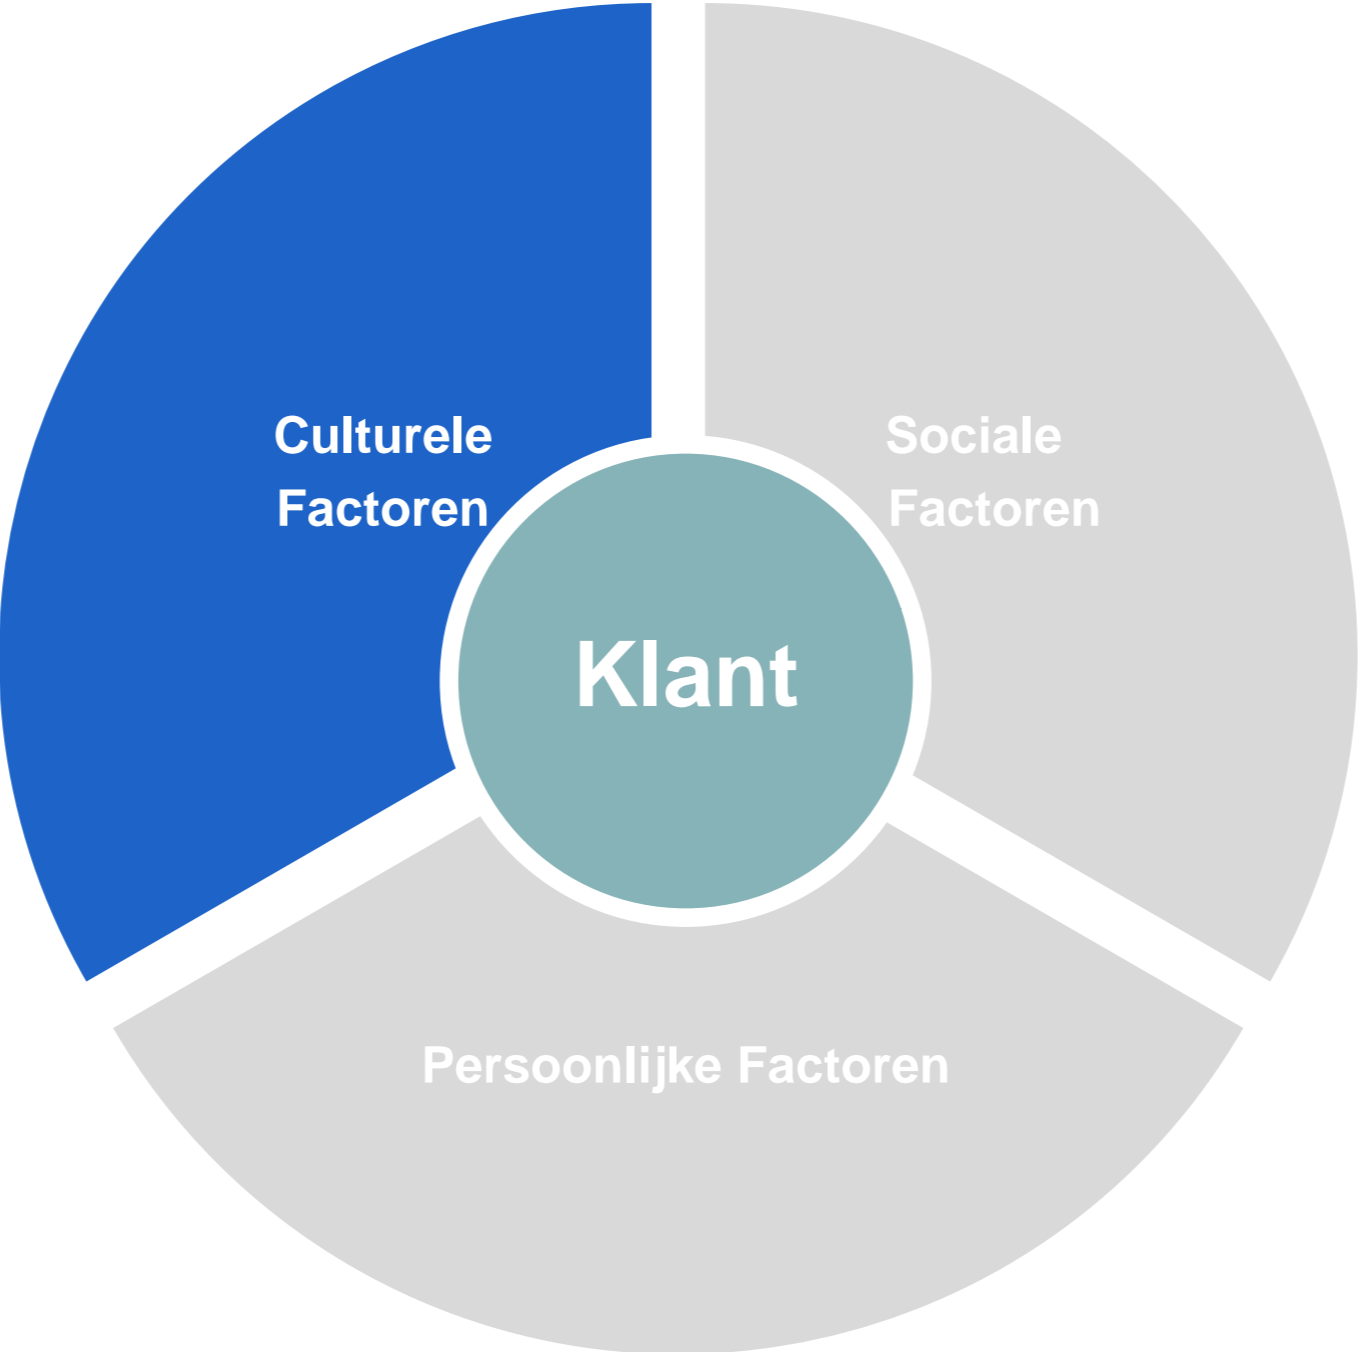 Culturele
Factoren
Sociale
Factoren
Klant
Persoonlijke Factoren